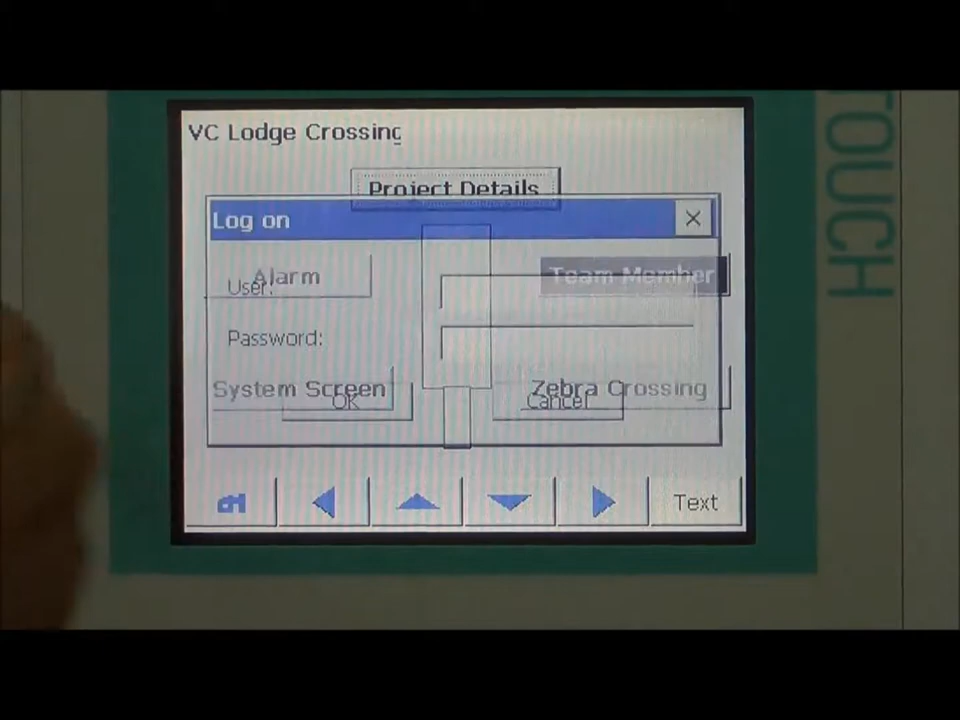 VC Lodge Crossing
Project Details
Log on
Alarm
Team Member
User:
Password:
System Screen
Zebra Crossing
OK
Cancel
Text
TOUCH